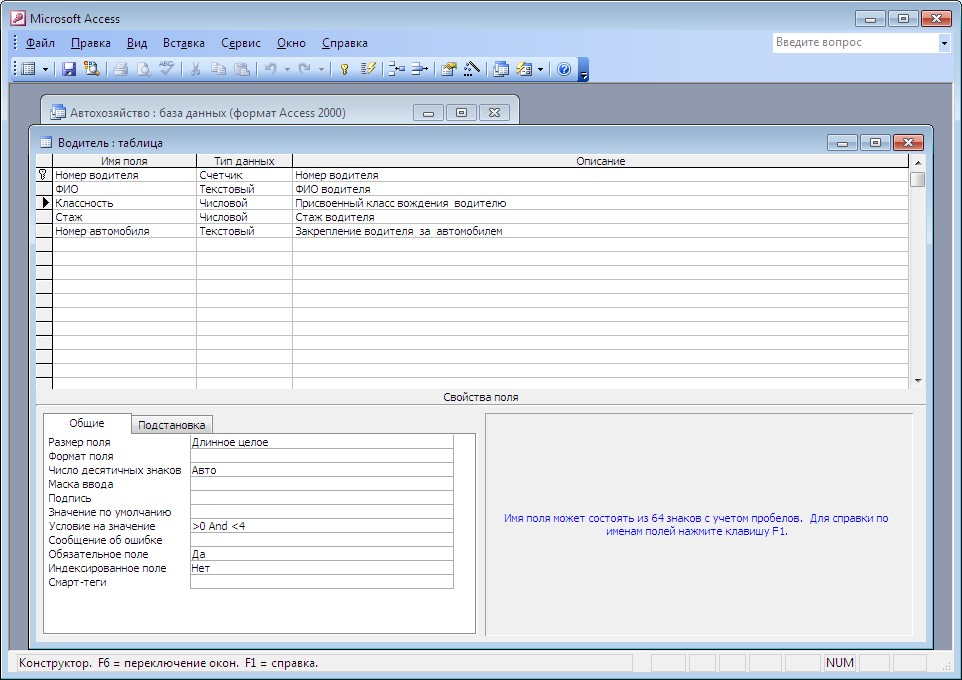 Microsoft Access
Файл Правка Вид Вставка Сервис Окно Справка Введите вопрос
Автохозяйство : база данных (формат Access 2000)
Водитель : таблица
Имя поля Тип данных Описание
Номер водителя Счетчик Номер водителя
ФИО Текстовый ФИО водителя
Классность Числовой Присвоенный класс вождения водителю
Стаж Числовой Стаж водителя
Номер автомобиля Текстовый Закрепление водителя за автомобилем
Свойства поля
Общие Подстановка
Размер поля Длинное целое
Формат поля
Число десятичных знаков Авто
Маска ввода
Подпись
Значение по умолчанию
Условие на значение >0 And <4
Сообщение об ошибке
Обязательное поле Да
Индексированное поле Нет
Смарт-теги
Имя поля может состоять из 64 знаков с учетом пробелов. Для справки по
именам полей нажмите клавишу F1.
Конструктор. F6 = переключение окон. F1 = справка. NUM